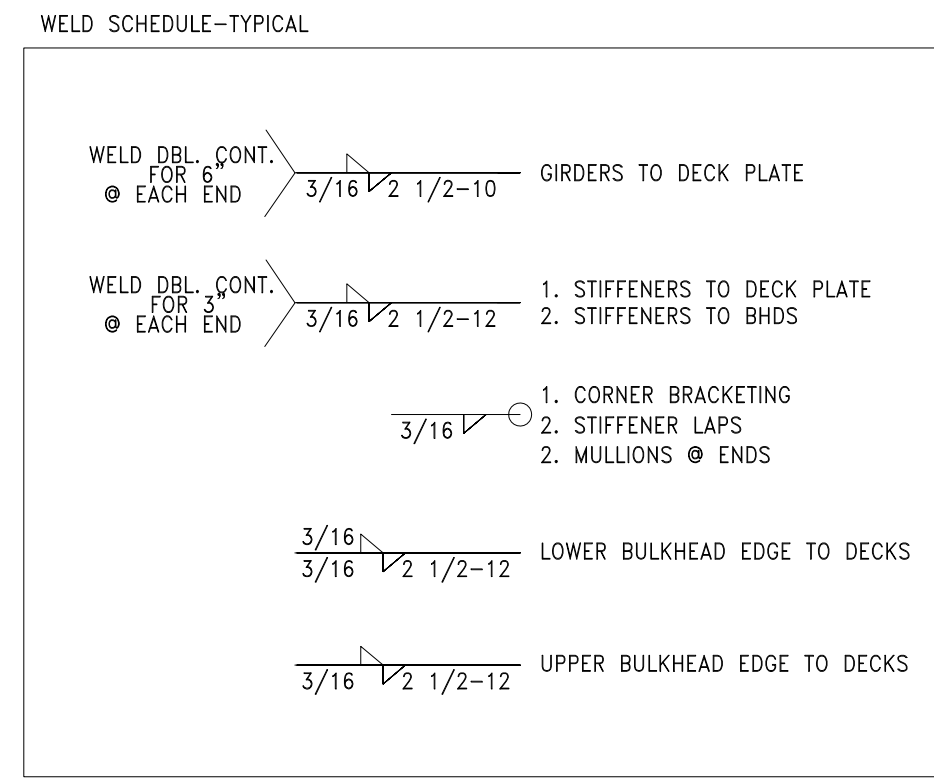 WELD SCHEDULE-TYPICAL
WELD DBL. CONT.
FOR 6"
@ EACH END
3/16 2 1/2-10
GIRDERS TO DECK PLATE
WELD DBL. CONT.
FOR 3"
@ EACH END
3/16 2 1/2-12
1. STIFFENERS TO DECK PLATE
2. STIFFENERS TO BHDS
3/16
1. CORNER BRACKETING
2. STIFFENER LAPS
2. MULLIONS @ ENDS
3/16
3/16 2 1/2-12
LOWER BULKHEAD EDGE TO DECKS
3/16 2 1/2-12
UPPER BULKHEAD EDGE TO DECKS